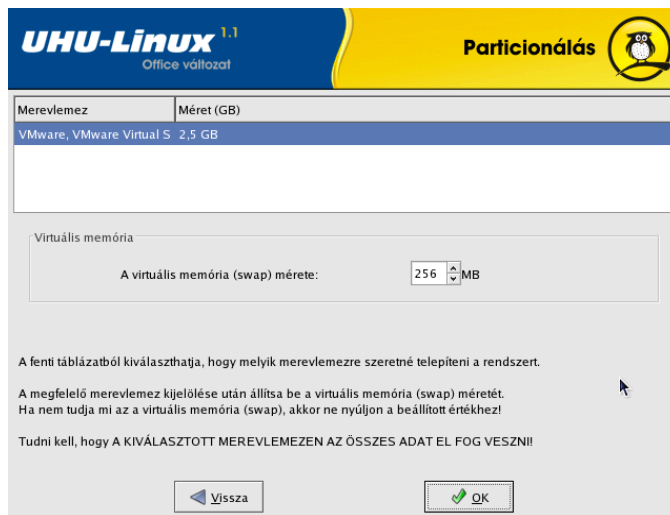 UHU-Linux 1.1
Office változat
Particionálás
Merevlemez Méret (GB)
VMware, VMware Virtual S 2,5 GB
Virtuális memória
A virtuális memória (swap) mérete: 256 MB
A fenti táblázatból kiválaszthatja, hogy melyik merevlemezre szeretné telepíteni a rendszert.
A megfelelő merevlemez kijelölése után állítsa be a virtuális memória (swap) méretét.
Ha nem tudja mi az a virtuális memória (swap), akkor ne nyúljon a beállított értékhez!
Tudni kell, hogy A KIVÁLASZTOTT MEREVLEMEZEN AZ ÖSSZES ADAT EL FOG VESZNI!
Vissza OK